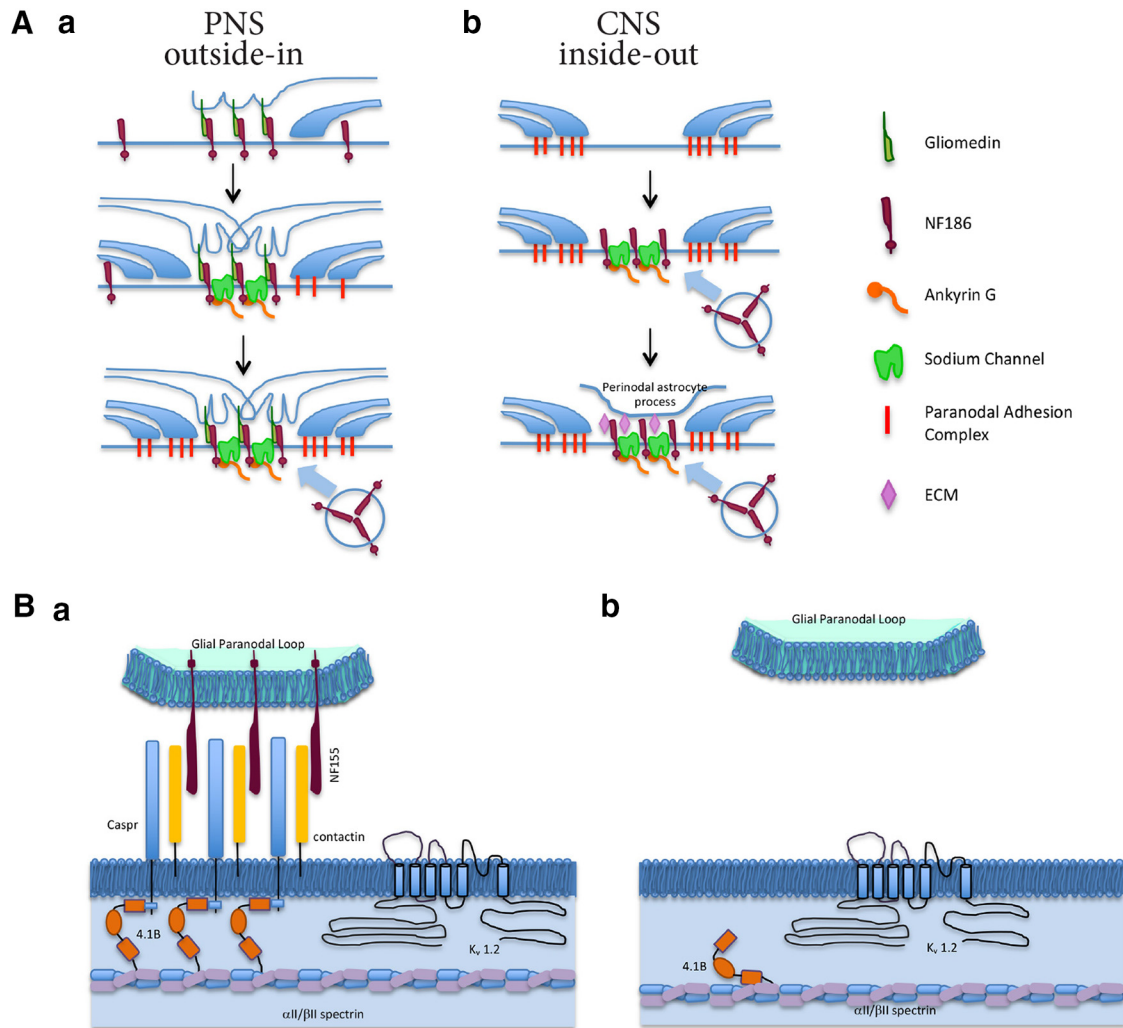 A a
PNS
outside-in
b
CNS
inside-out
Gliomedin
NF186
Ankyrin G
Sodium Channel
Paranodal Adhesion
Complex
ECM
Perinodal astrocyte
process
B a
Glial Paranodal Loop
NF155
Caspr
contactin
4.1B
Kv 1.2
αII/βII spectrin
b
Glial Paranodal Loop
4.1B
Kv 1.2
αII/βII spectrin